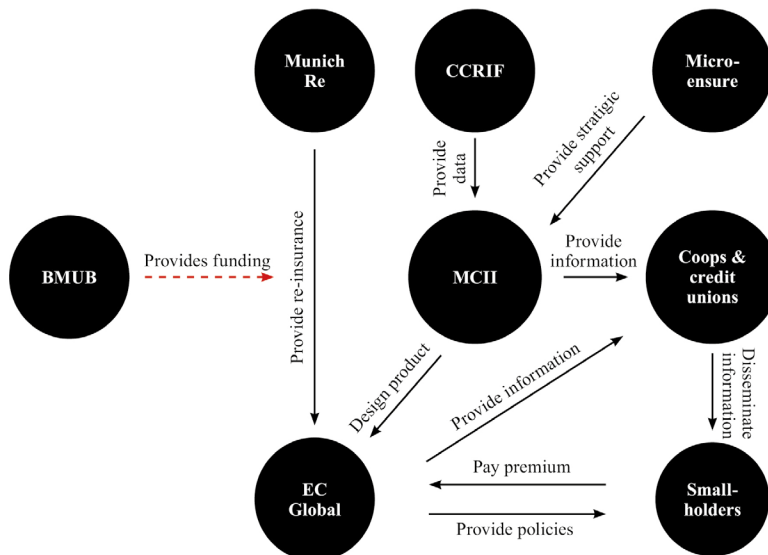 Munich
Re
CCRIF
Micro-
ensure
Provide stratigic
support
Provide
data
BMUB
Provides funding
Provide re-insurance
MCII
Provide
information
Coops &
credit
unions
Design product
Provide information
Disseminate
information
EC
Global
Pay premium
Provide policies
Small-
holders